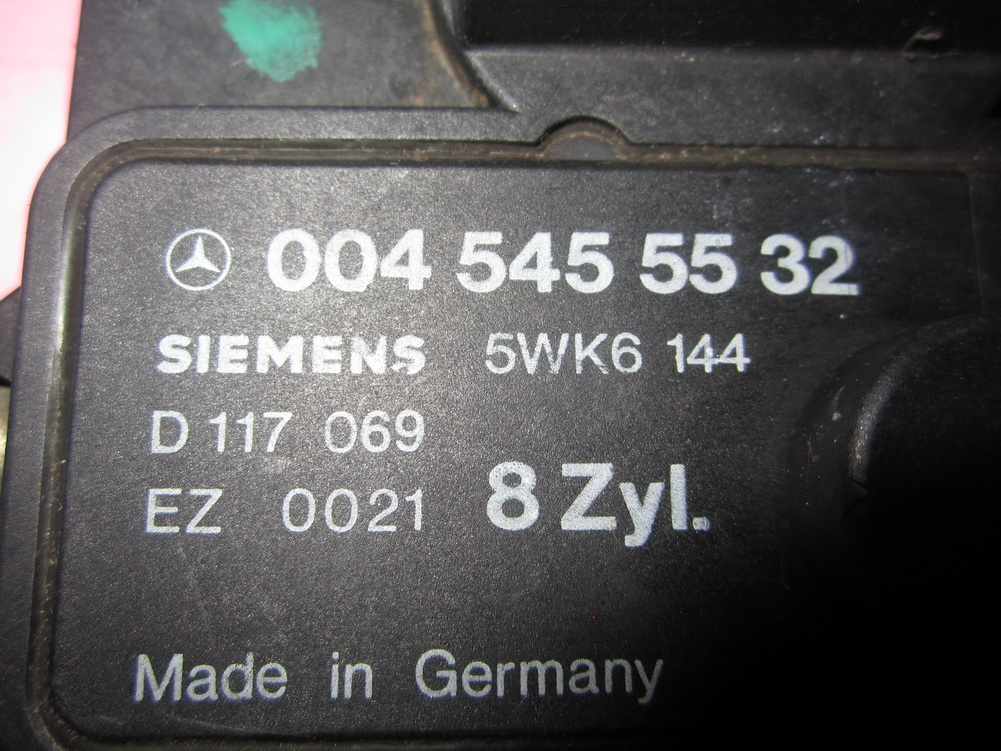 004 545 55 32
SIEMENS 5WK6 144
D 117 069
EZ 0021 8 Zyl.
Made in Germany